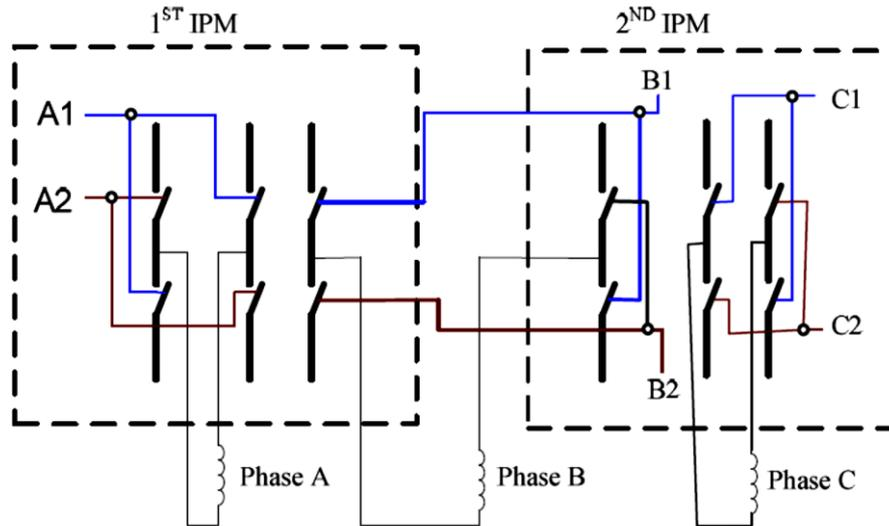 1ST IPM
2ND IPM
A1
A2
B1
C1
C2
B2
Phase A
Phase B
Phase C